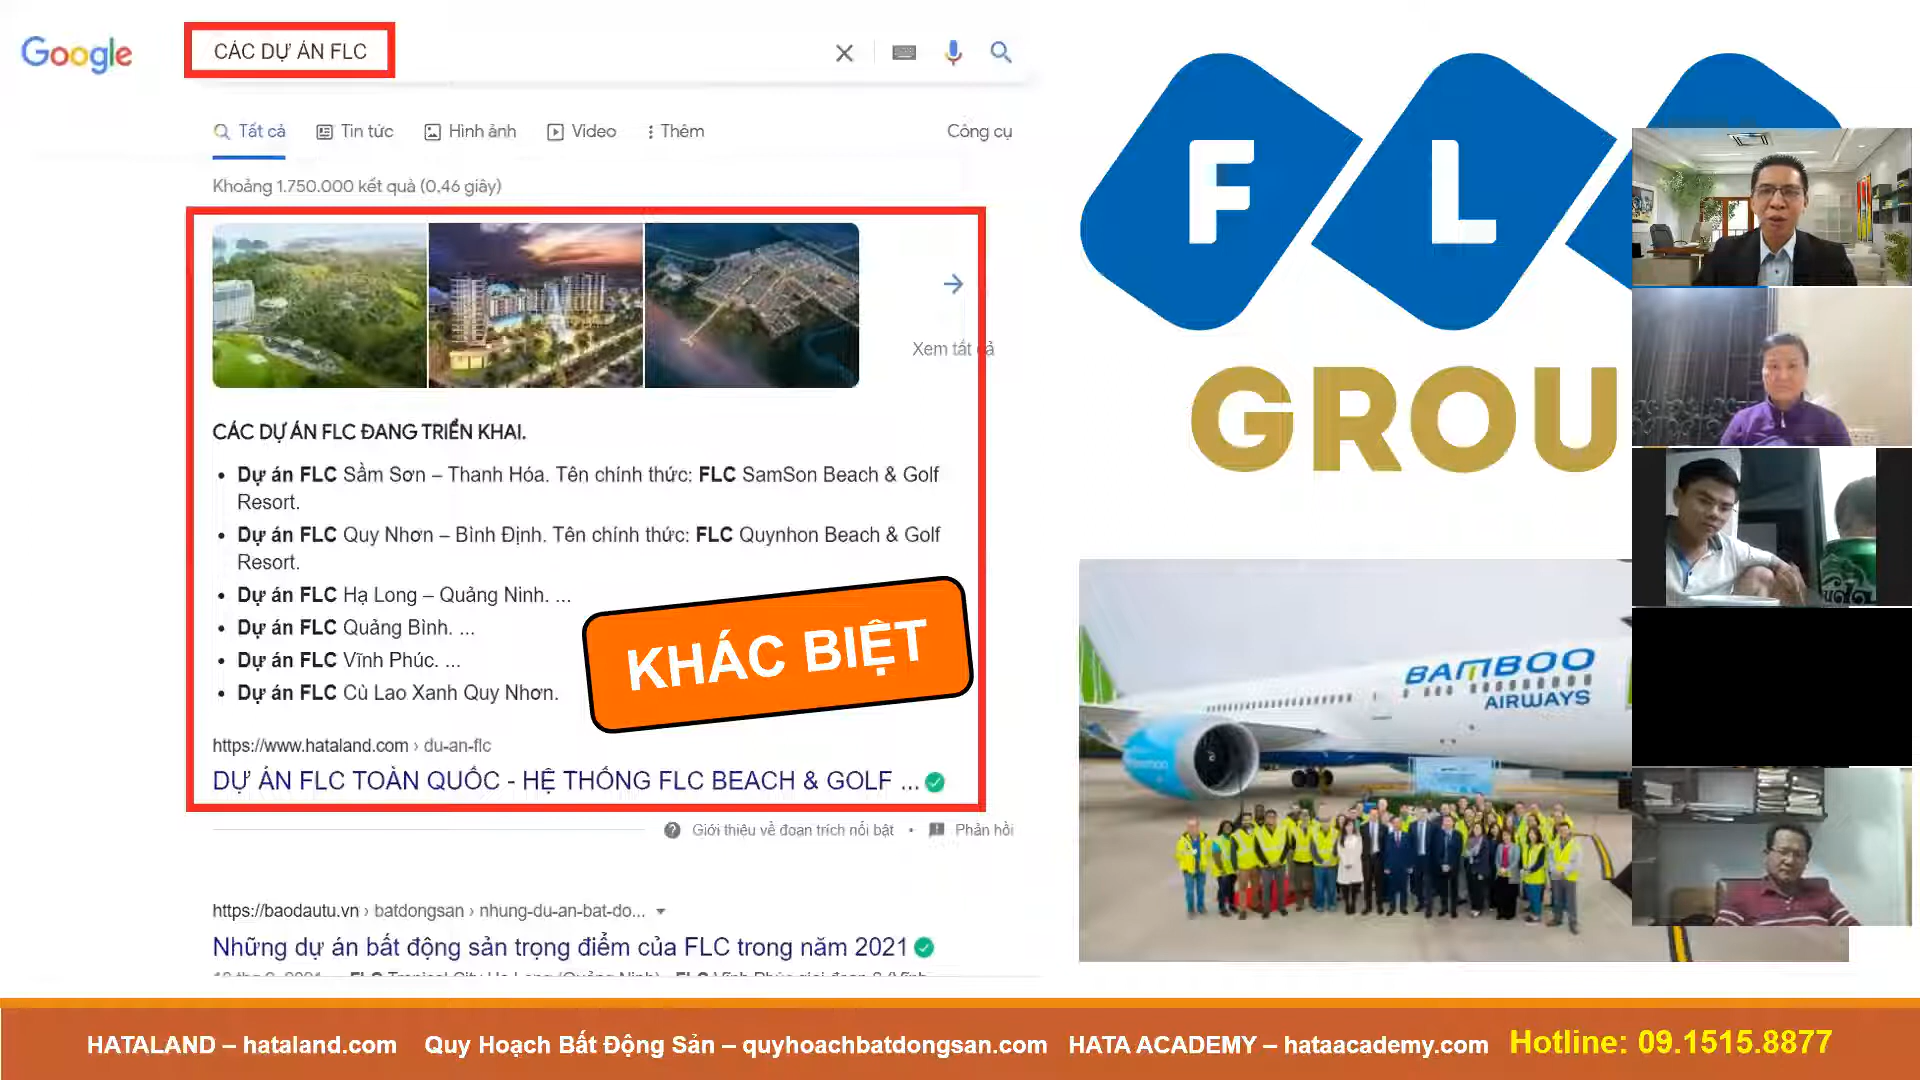 Google
CÁC DỰ ÁN FLC
Tất cả
Tin tức
Hình ảnh
Video
Thêm
Công cụ
Khoảng 1.750.000 kết quả (0,46 giây)
Xem tất cả
CÁC DỰ ÁN FLC ĐANG TRIỂN KHAI.
• Dự án FLC Sầm Sơn – Thanh Hóa. Tên chính thức: FLC SamSon Beach & Golf
Resort.
• Dự án FLC Quy Nhơn – Bình Định. Tên chính thức: FLC Quynhon Beach & Golf
Resort.
• Dự án FLC Hạ Long – Quảng Ninh. ...
• Dự án FLC Quảng Bình. ...
• Dự án FLC Vĩnh Phúc. ...
• Dự án FLC Cù Lao Xanh Quy Nhơn.
KHÁC BIỆT
https://www.hataland.com › du-an-flc
DỰ ÁN FLC TOÀN QUỐC - HỆ THỐNG FLC BEACH & GOLF ...
Giới thiệu về đoạn trích nổi bật • Phản hồi
https://baodautu.vn › batdongsan › nhung-du-an-bat-do...
Những dự án bất động sản trọng điểm của FLC trong năm 2021
FL
GROU
BAMBOO
AIRWAYS
HATALAND – hataland.com Quy Hoạch Bất Động Sản – quyhoachbatdongsan.com HATA ACADEMY – hataacademy.com Hotline: 09.1515.8877